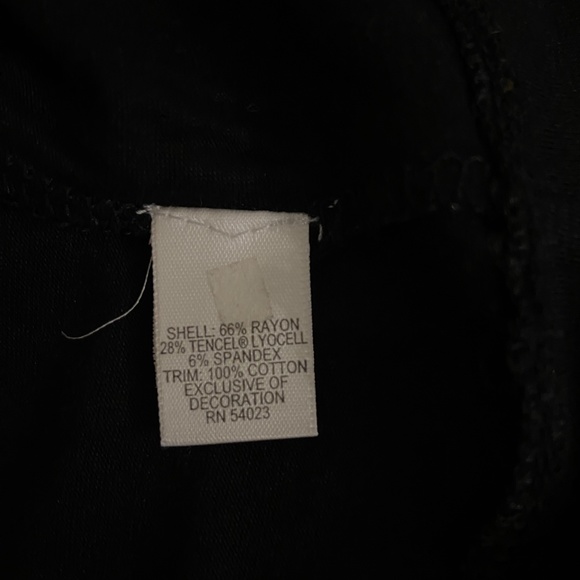 SHELL: 66% RAYON
28% TENCEL® LYOCELL
6% SPANDEX
TRIM: 100% COTTON
EXCLUSIVE OF
DECORATION
RN 54023